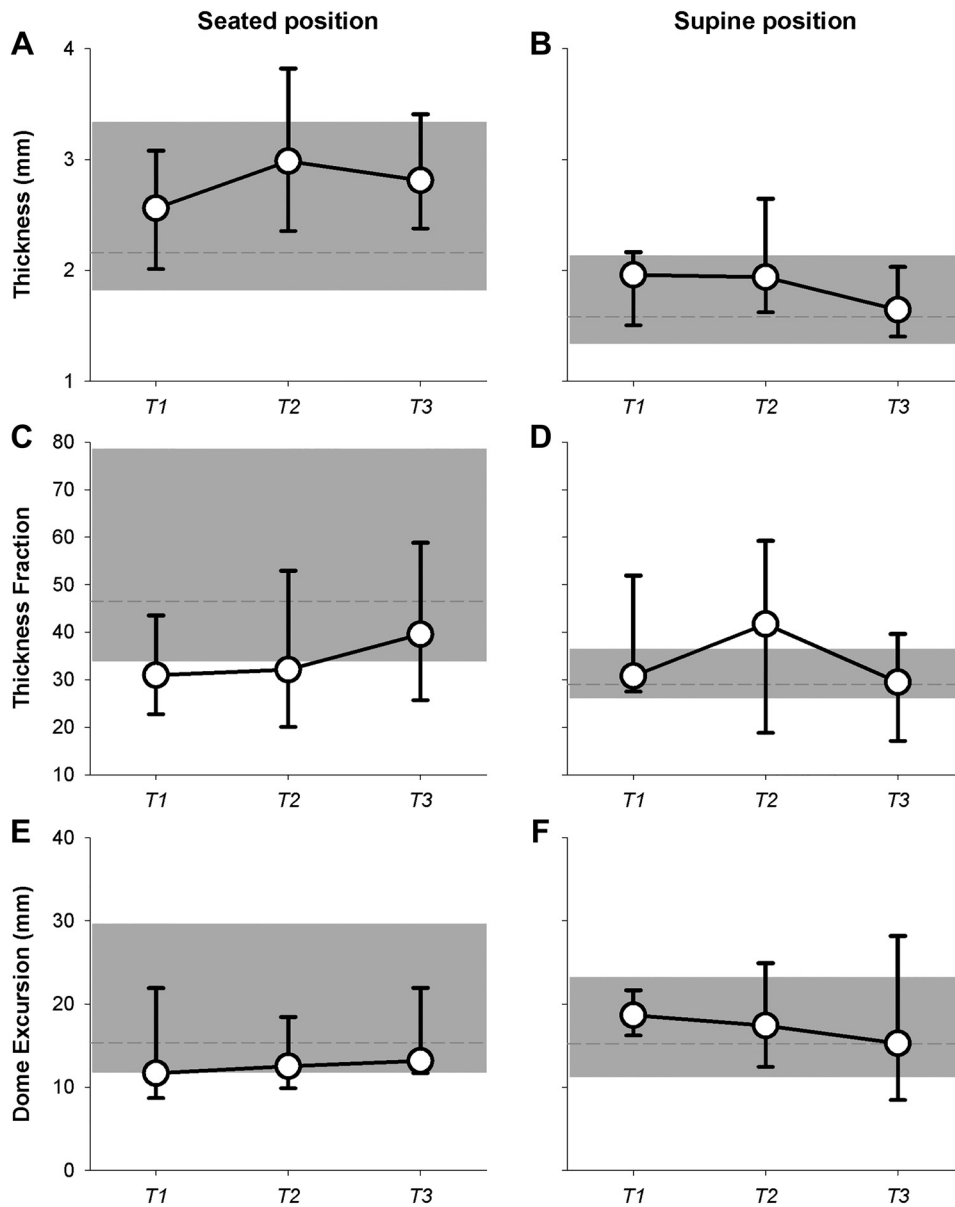 Seated position
Supine position
A
B
Thickness (mm)
4
3
2
1
T1 T2 T3
T1 T2 T3
C
D
Thickness Fraction
80
70
60
50
40
30
20
10
T1 T2 T3
T1 T2 T3
E
F
Dome Excursion (mm)
40
30
20
10
0
T1 T2 T3
T1 T2 T3